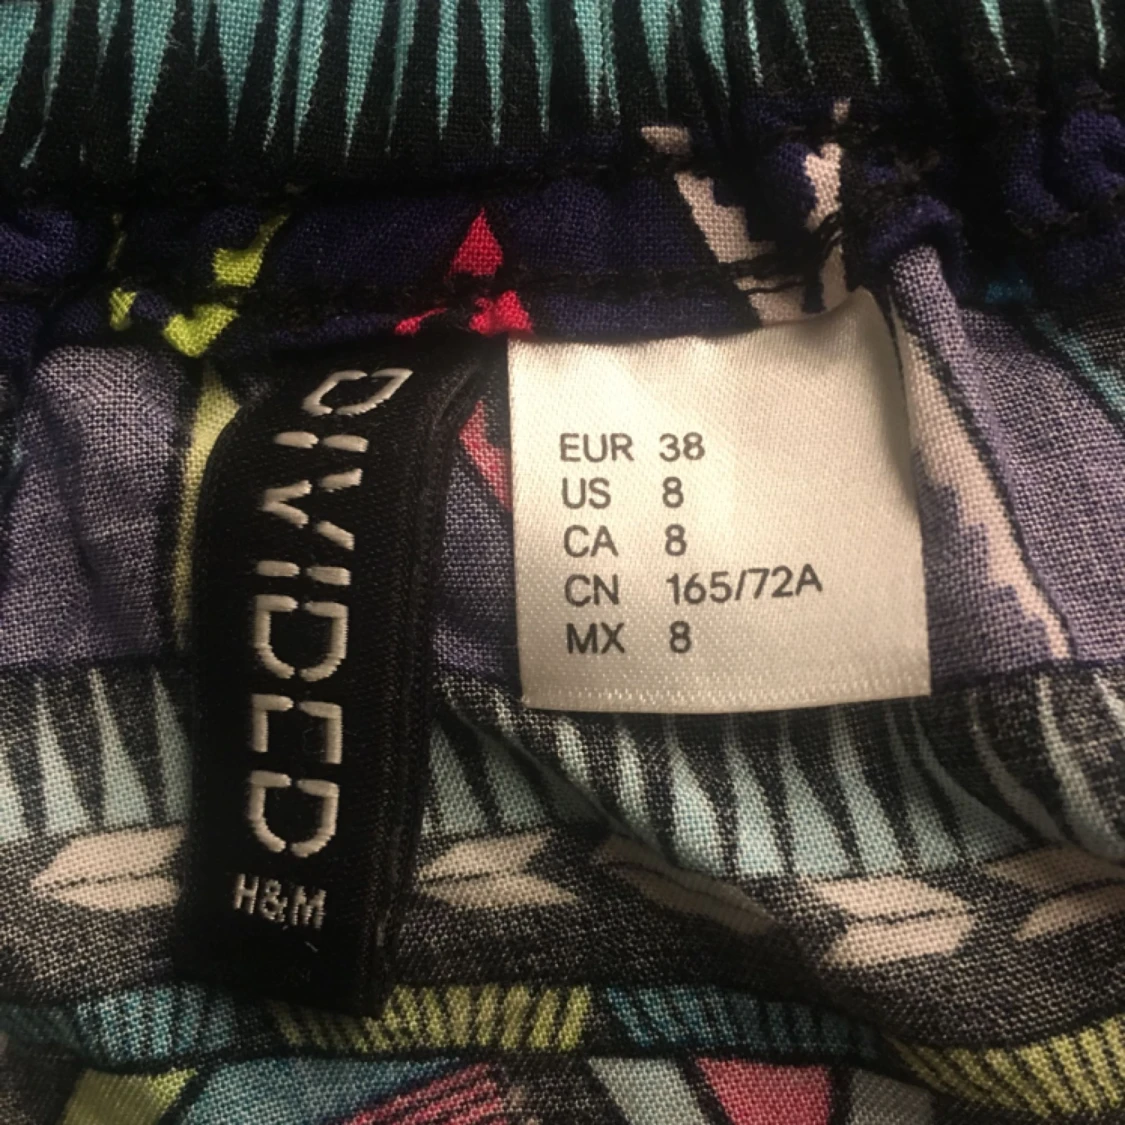 DIVIDED
H&M
EUR 38
US 8
CA 8
CN 165/72A
MX 8